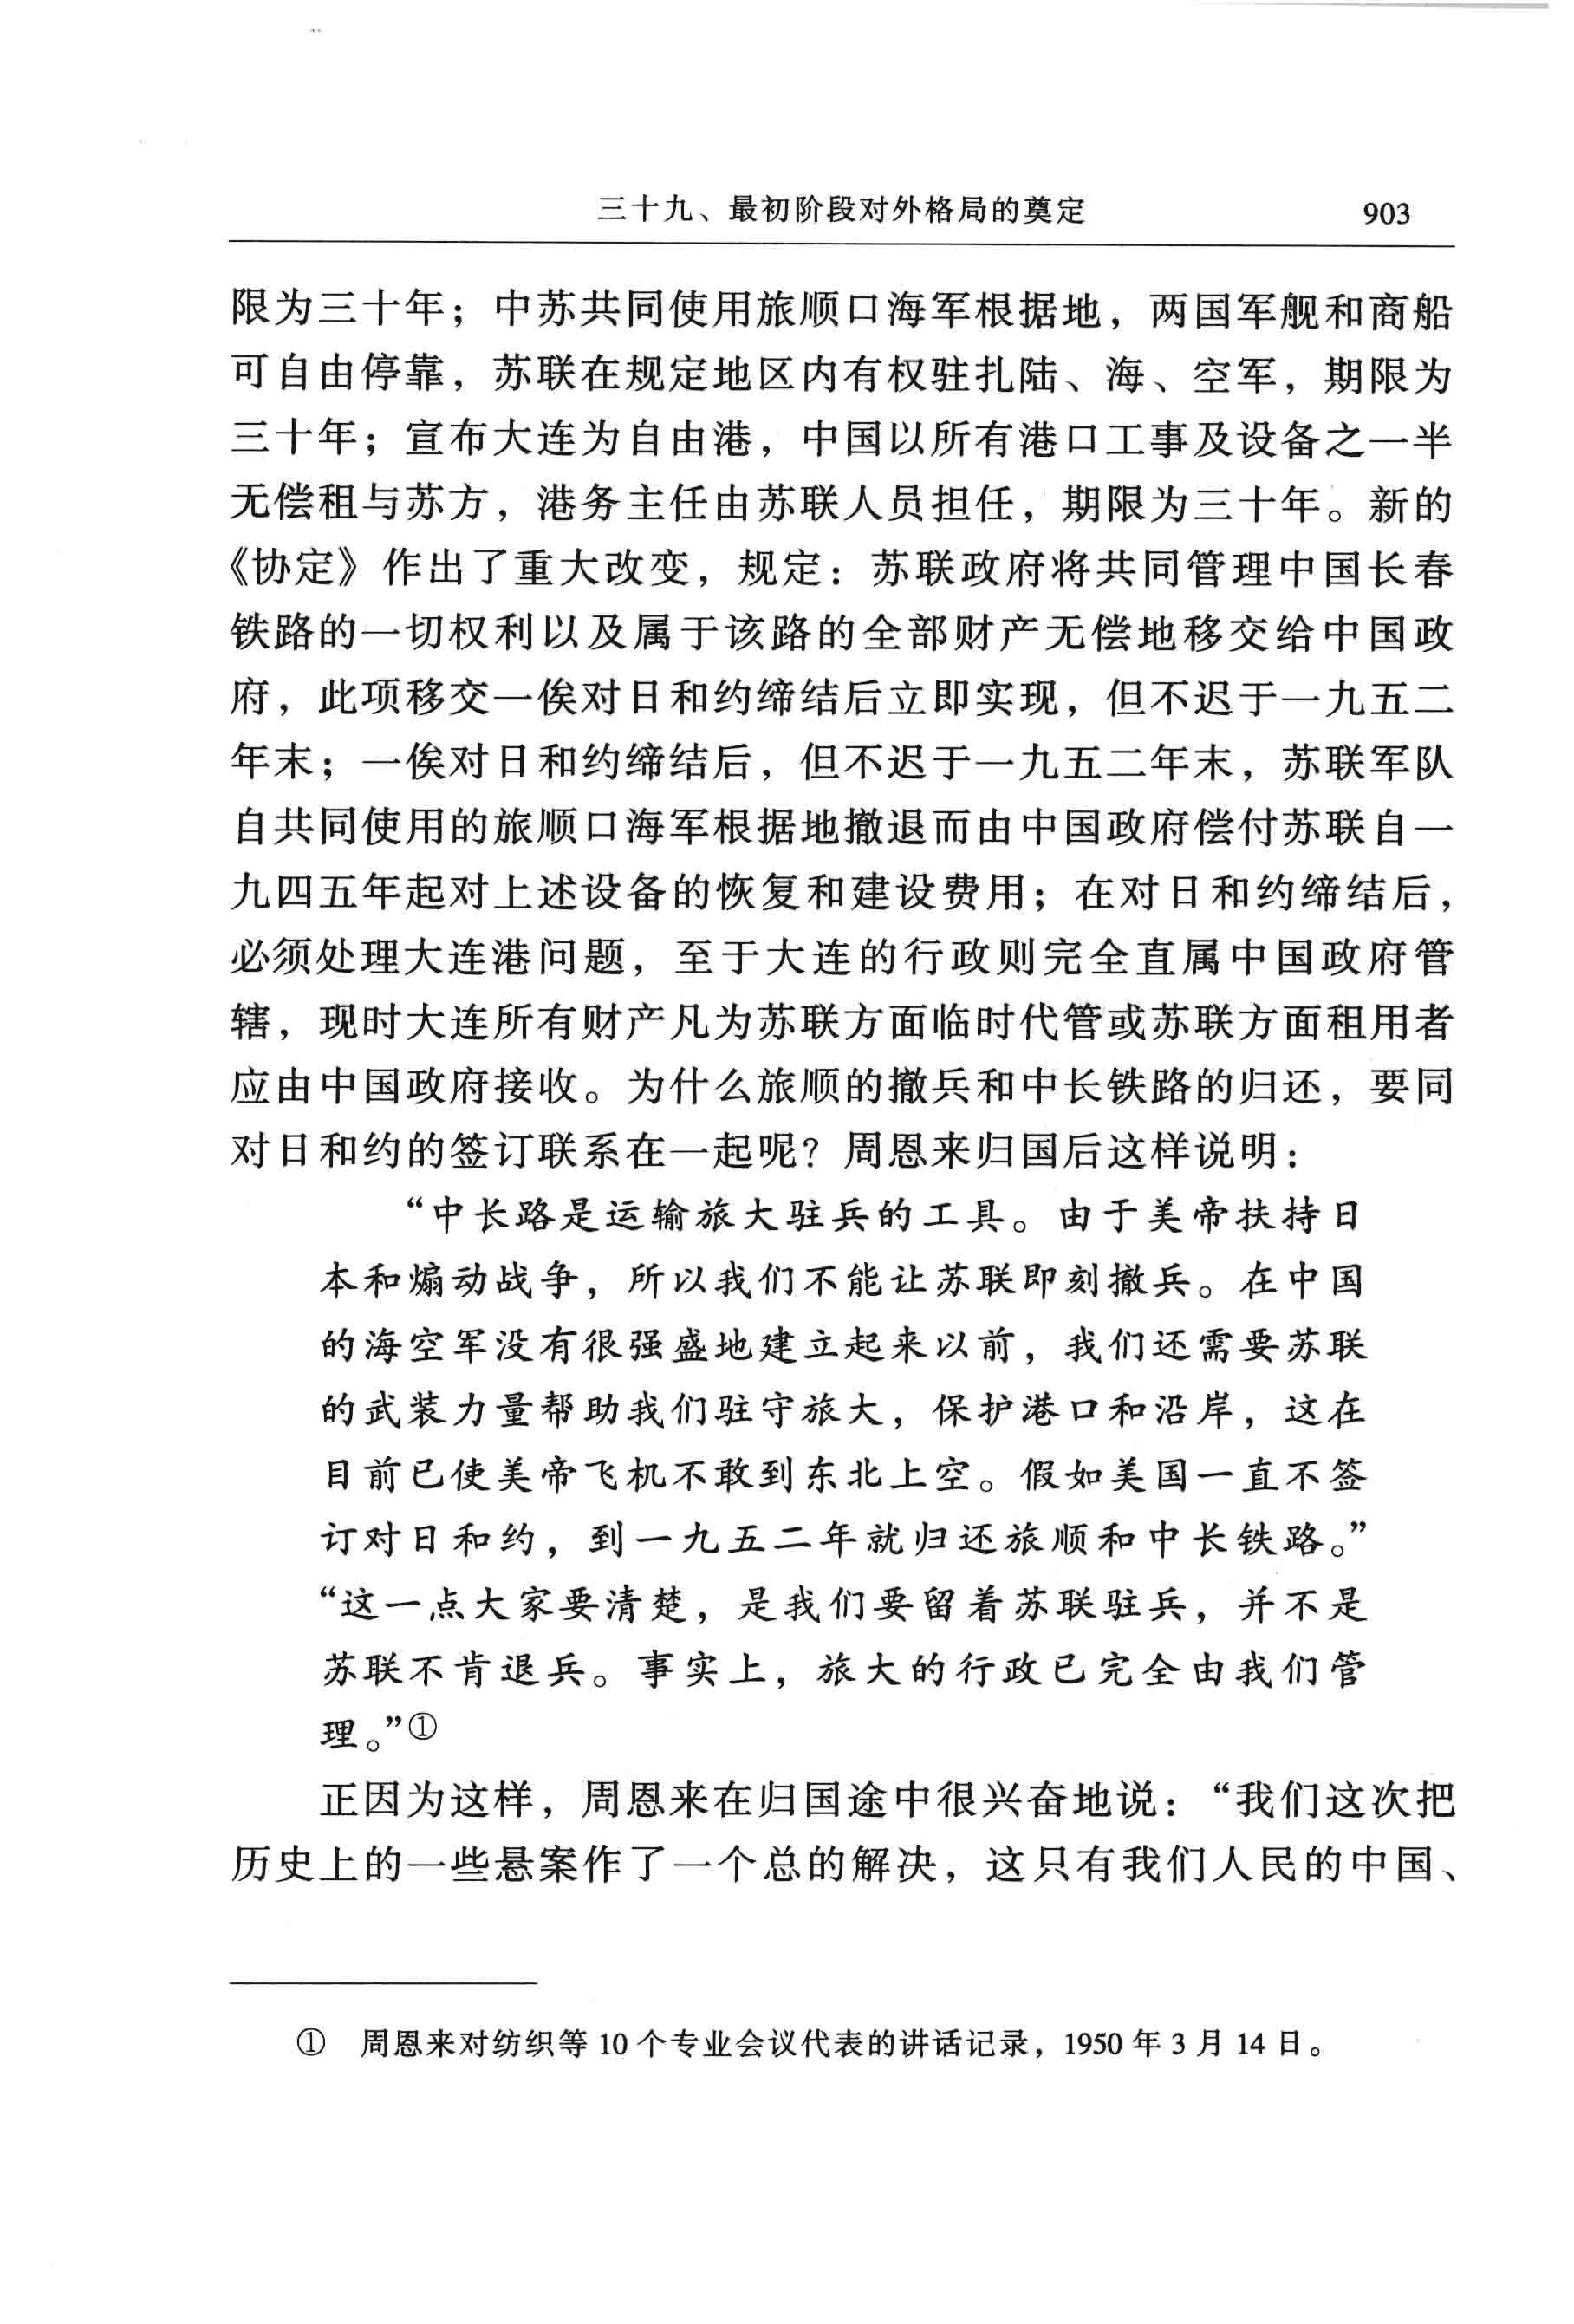 三十九、最初阶段对外格局的奠定 903
限为三十年；中苏共同使用旅顺口海军根据地，两国军舰和商船
可自由停靠，苏联在规定地区内有权驻扎陆、海、空军，期限为
三十年；宣布大连为自由港，中国以所有港口工事及设备之一半
无偿租与苏方，港务主任由苏联人员担任，期限为三十年。新的
《协定》作出了重大改变，规定：苏联政府将共同管理中国长春
铁路的一切权利以及属于该路的全部财产无偿地移交给中国政
府，此项移交一俟对日和约缔结后立即实现，但不迟于一九五二
年末；一俟对日和约缔结后，但不迟于一九五二年末，苏联军队
自共同使用的旅顺口海军根据地撤退而由中国政府偿付苏联自一
九四五年起对上述设备的恢复和建设费用；在对日和约缔结后，
必须处理大连港问题，至于大连的行政则完全直属中国政府管
辖，现时大连所有财产凡为苏联方面临时代管或苏联方面租用者
应由中国政府接收。为什么旅顺的撤兵和中长铁路的归还，要同
对日和约的签订联系在一起呢？周恩来归国后这样说明：
“中长路是运输旅大驻兵的工具。由于美帝扶持日
本和煽动战争，所以我们不能让苏联即刻撤兵。在中国
的海空军没有很强盛地建立起来以前，我们还需要苏联
的武装力量帮助我们驻守旅大，保护港口和沿岸，这在
目前已使美帝飞机不敢到东北上空。假如美国一直不签
订对日和约，到一九五二年就归还旅顺和中长铁路。”
“这一点大家要清楚，是我们要留着苏联驻兵，并不是
苏联不肯退兵。事实上，旅大的行政已完全由我们管
理。”①
正因为这样，周恩来在归国途中很兴奋地说：“我们这次把
历史上的一些悬案作了一个总的解决，这只有我们人民的中国、
① 周恩来对纺织等 10 个专业会议代表的讲话记录，1950 年 3 月 14 日。